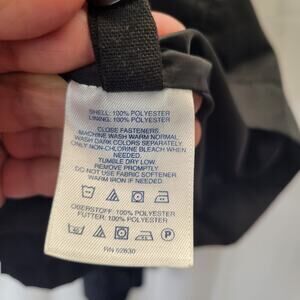 SHELL: 100% POLYESTER
LINING: 100% POLYESTER
CLOSE FASTENERS
MACHINE WASH WARM NORMAL
WASH DARK COLORS SEPARATELY
ONLY NON-CHLORINE BLEACH WHEN
NEEDED
TUMBLE DRY LOW
REMOVE PROMPTLY
DO NOT USE FABRIC SOFTENER
WARM IRON IF NEEDED
OBERSTOFF: 100% POLYESTER
FUTTER: 100% POLYESTER
P
RN 62830